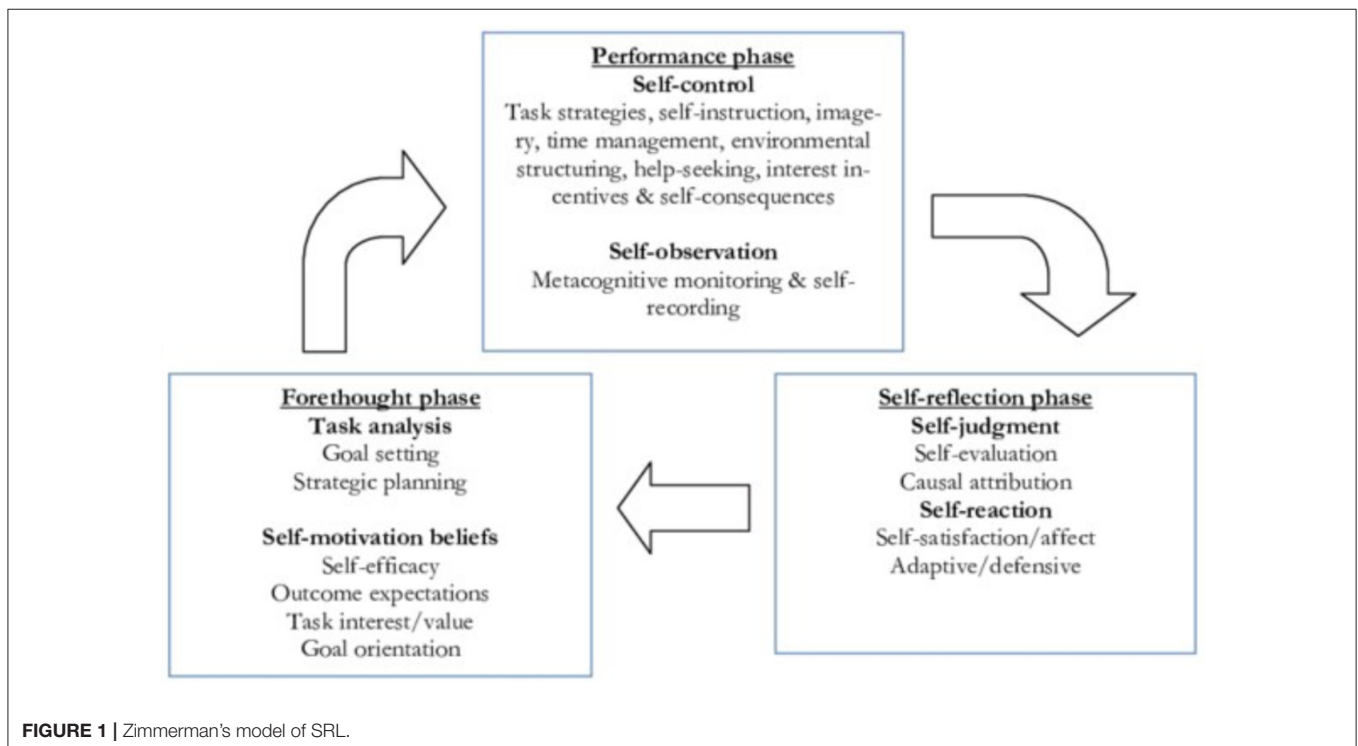 Performance phase
Self-control
Task strategies, self-instruction, image-
ry, time management, environmental
structuring, help-seeking, interest in-
centives & self-consequences
Self-observation
Metacognitive monitoring & self-
recording
Forethought phase
Task analysis
Goal setting
Strategic planning
Self-motivation beliefs
Self-efficacy
Outcome expectations
Task interest/value
Goal orientation
Self-reflection phase
Self-judgment
Self-evaluation
Causal attribution
Self-reaction
Self-satisfaction/affect
Adaptive/defensive
FIGURE 1 | Zimmerman's model of SRL.